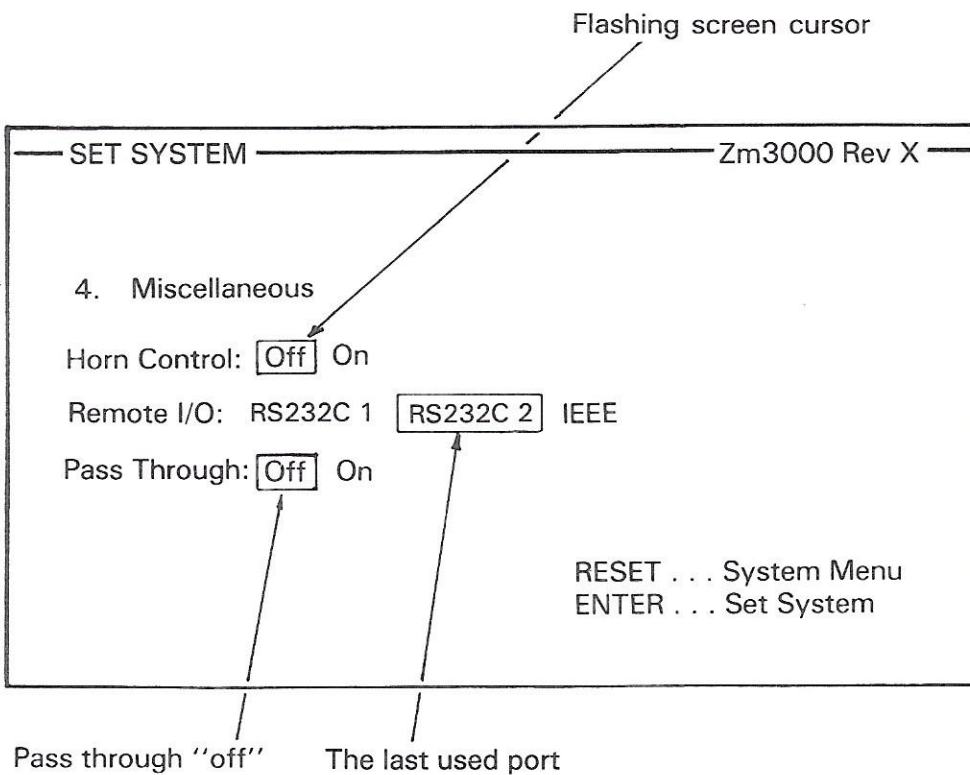 Flashing screen cursor
SET SYSTEM Zm3000 Rev X
4. Miscellaneous
Horn Control: Off On
Remote I/O: RS232C 1 RS232C 2 IEEE
Pass Through: Off On
RESET . . . System Menu
ENTER . . . Set System
Pass through ''off'' The last used port